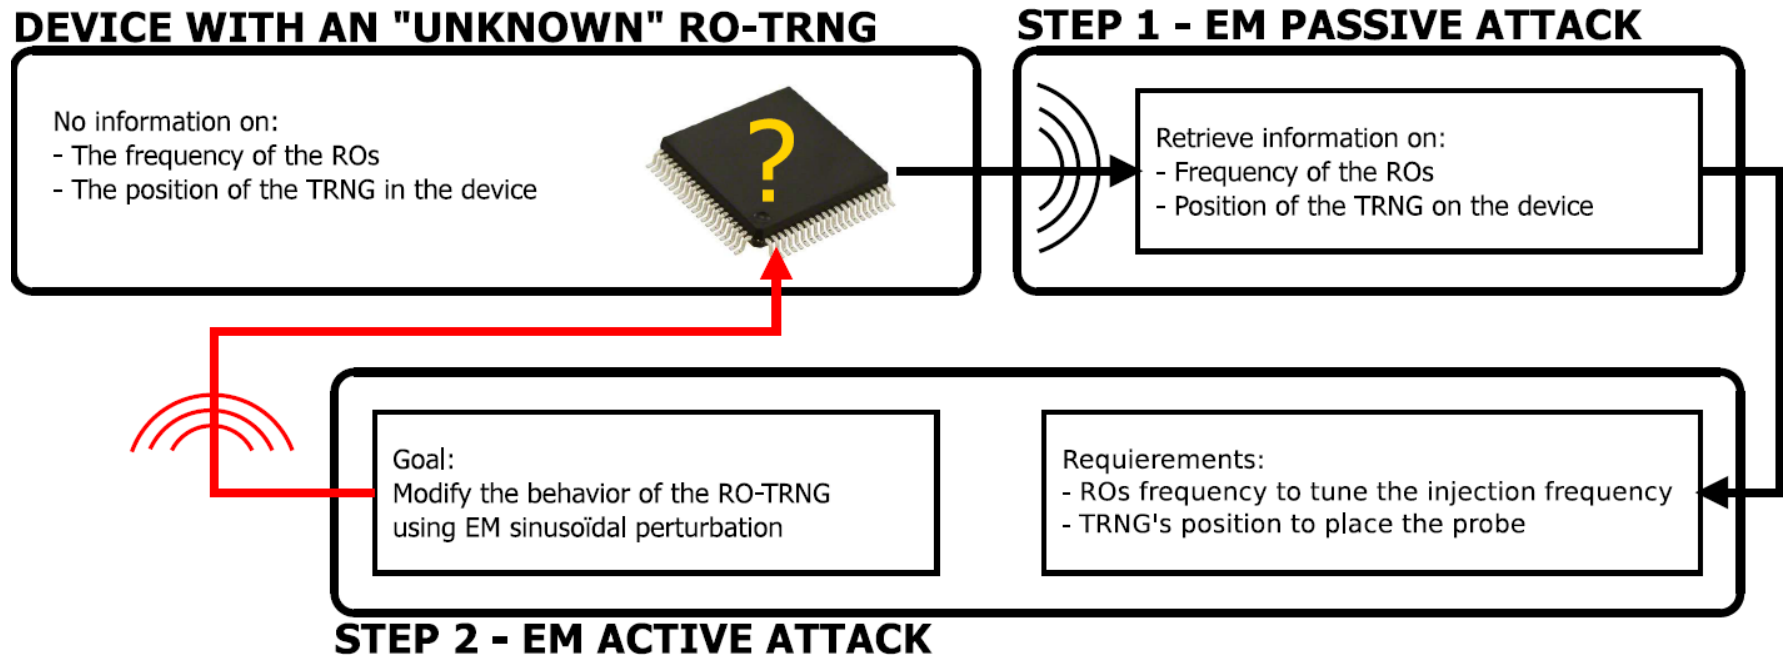 DEVICE WITH AN "UNKNOWN" RO-TRNG
No information on:
- The frequency of the ROs
- The position of the TRNG in the device
?
STEP 1 - EM PASSIVE ATTACK
Retrieve information on:
- Frequency of the ROs
- Position of the TRNG on the device
Goal:
Modify the behavior of the RO-TRNG
using EM sinusoïdal perturbation
Requierements:
- ROs frequency to tune the injection frequency
- TRNG's position to place the probe
STEP 2 - EM ACTIVE ATTACK